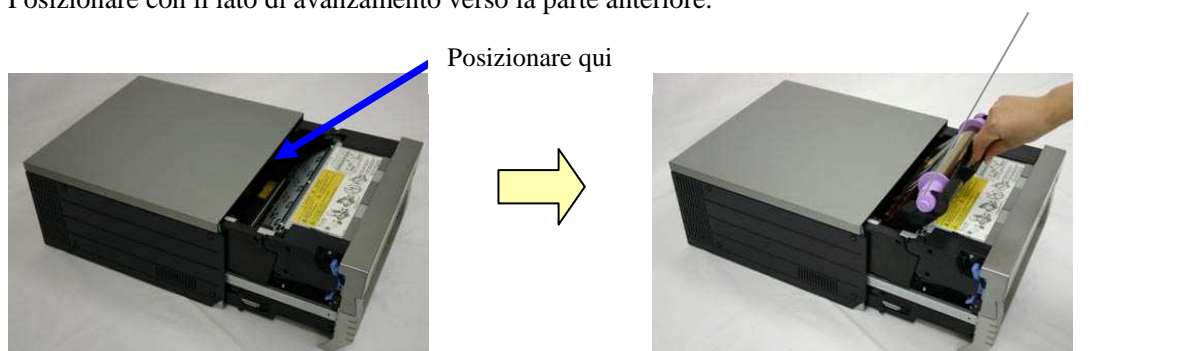 Posizionare con il lato di avanzamento verso la parte anteriore.
Posizionare qui